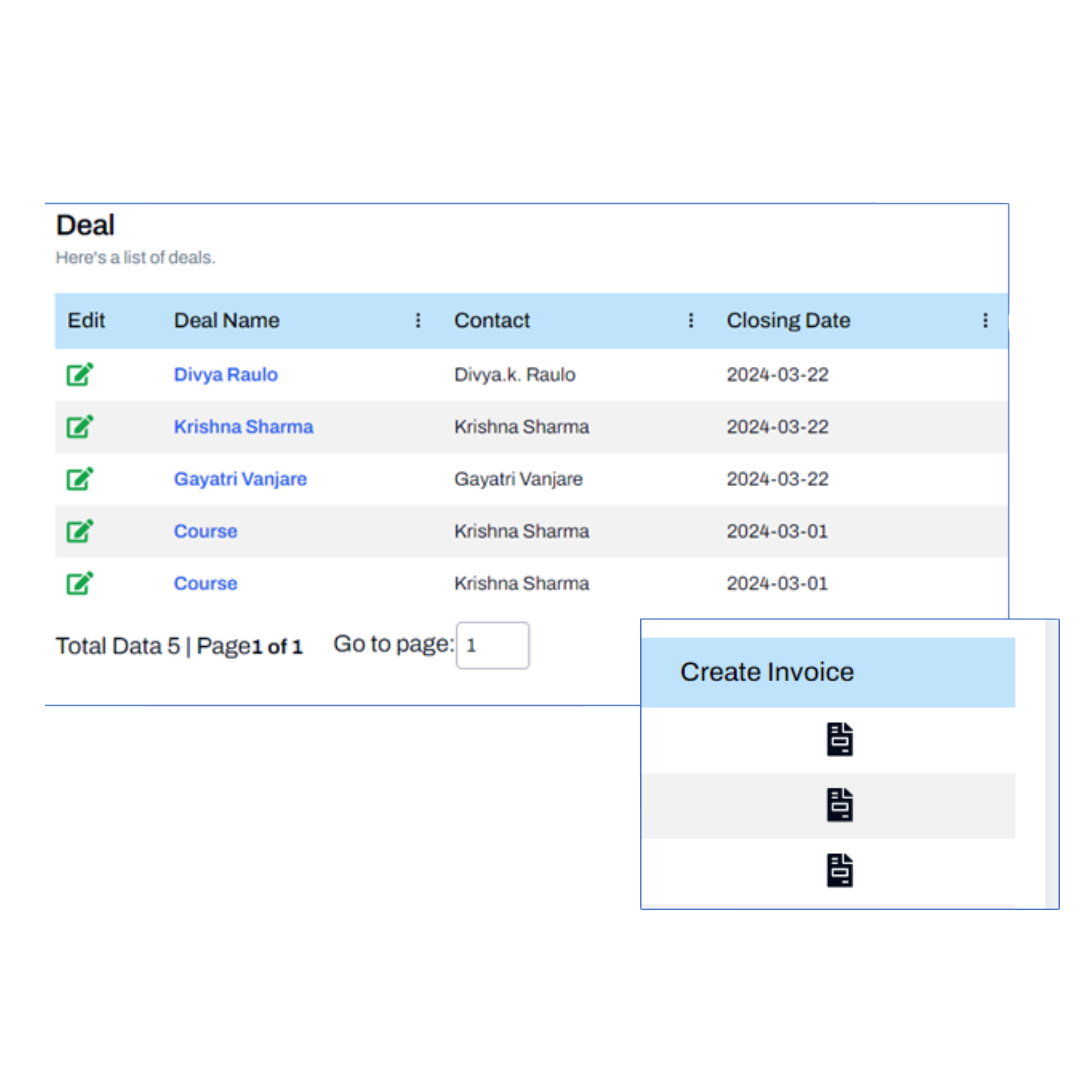 Deal
Here's a list of deals.
Edit Deal Name Contact Closing Date
Divya Raulo Divya.k. Raulo 2024-03-22
Krishna Sharma Krishna Sharma 2024-03-22
Gayatri Vanjare Gayatri Vanjare 2024-03-22
Course Krishna Sharma 2024-03-01
Course Krishna Sharma 2024-03-01
Total Data 5 | Page1 of 1 Go to page: 1
Create Invoice